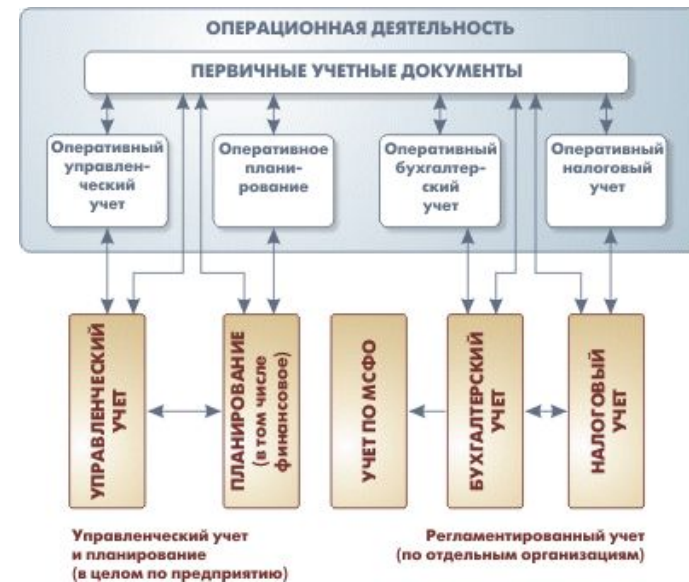 ОПЕРАЦИОННАЯ ДЕЯТЕЛЬНОСТЬ
ПЕРВИЧНЫЕ УЧЕТНЫЕ ДОКУМЕНТЫ
Оперативный
управлен-
ческий
учет
Оперативное
плани-
рование
Оперативный
бухгалтер-
ский
учет
Оперативный
налоговый
учет
УПРАВЛЕНЧЕСКИЙ
УЧЕТ
ПЛАНИРОВАНИЕ
(в том числе
финансовое)
УЧЕТ ПО МСФО
БУХГАЛТЕРСКИЙ
УЧЕТ
НАЛОГОВЫЙ
УЧЕТ
Управленческий учет
и планирование
(в целом по предприятию)
Регламентированный учет
(по отдельным организациям)